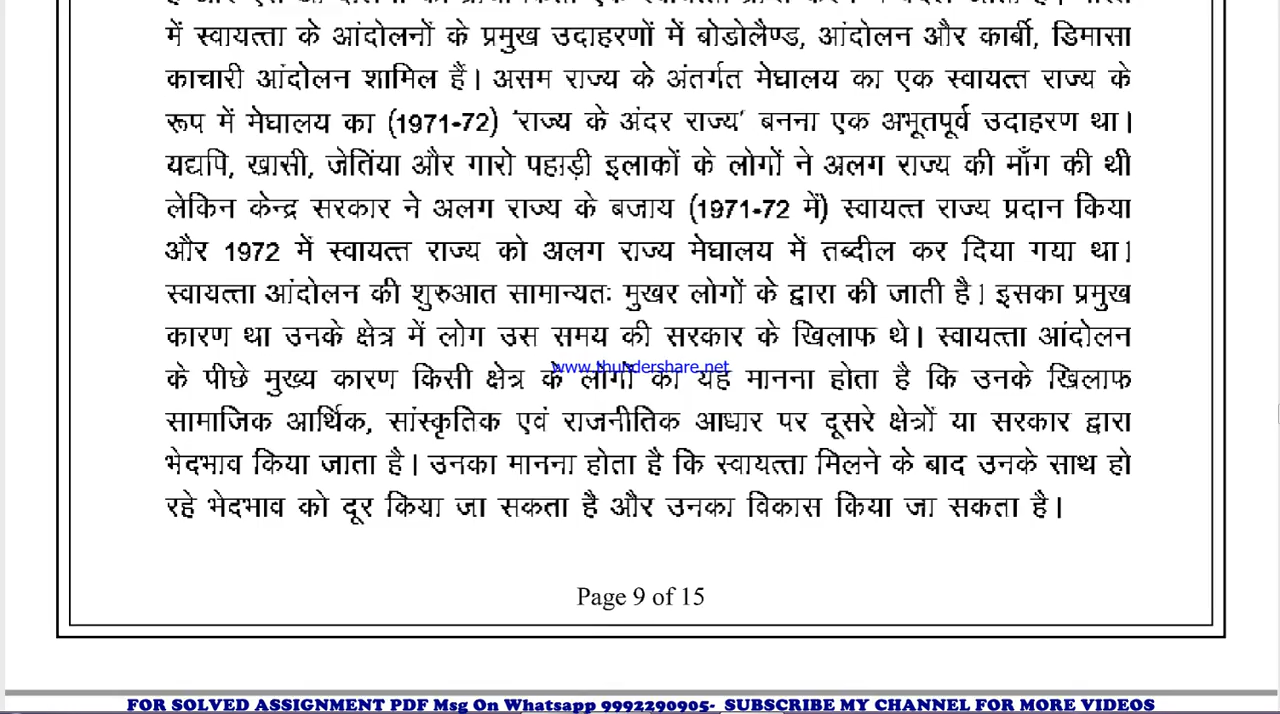 में स्वायत्ता के आंदोलनों के प्रमुख उदाहरणों में बोडोलैण्ड, आंदोलन और कार्बी, डिमासा
काचारी आंदोलन शामिल हैं। असम राज्य के अंतर्गत मेघालय का एक स्वायत्त राज्य के
रूप में मेघालय का (1971-72) 'राज्य के अंदर राज्य' बनना एक अभूतपूर्व उदाहरण था।
यद्यपि, खासी, जेतिंया और गारो पहाड़ी इलाकों के लोगों ने अलग राज्य की माँग की थी
लेकिन केन्द्र सरकार ने अलग राज्य के बजाय (1971-72 में) स्वायत्त राज्य प्रदान किया
और 1972 में स्वायत्त राज्य को अलग राज्य मेघालय में तब्दील कर दिया गया था।
स्वायत्ता आंदोलन की शुरुआत सामान्यतः मुखर लोगों के द्वारा की जाती है। इसका प्रमुख
कारण था उनके क्षेत्र में लोग उस समय की सरकार के खिलाफ थे। स्वायत्ता आंदोलन
के पीछे मुख्य कारण किसी क्षेत्र के लोगों का यह मानना होता है कि उनके खिलाफ
www.thundershare.net
सामाजिक आर्थिक, सांस्कृतिक एवं राजनीतिक आधार पर दूसरे क्षेत्रों या सरकार द्वारा
भेदभाव किया जाता है। उनका मानना होता है कि स्वायत्ता मिलने के बाद उनके साथ हो
रहे भेदभाव को दूर किया जा सकता है और उनका विकास किया जा सकता है।
Page 9 of 15
FOR SOLVED ASSIGNMENT PDF Msg On Whatsapp 9992290905- SUBSCRIBE MY CHANNEL FOR MORE VIDEOS